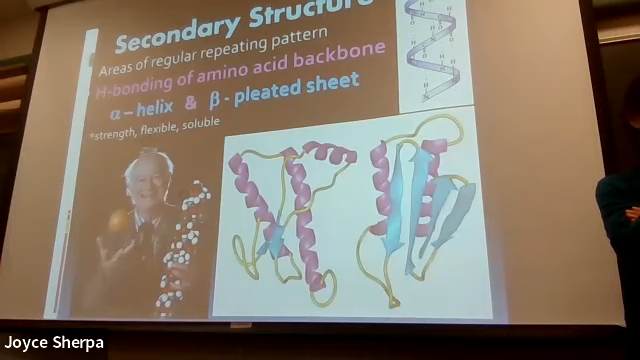 Secondary Structure
Areas of regular repeating pattern
H-bonding of amino acid backbone
α – helix & β - pleated sheet
*strength, flexible, soluble
Joyce Sherpa